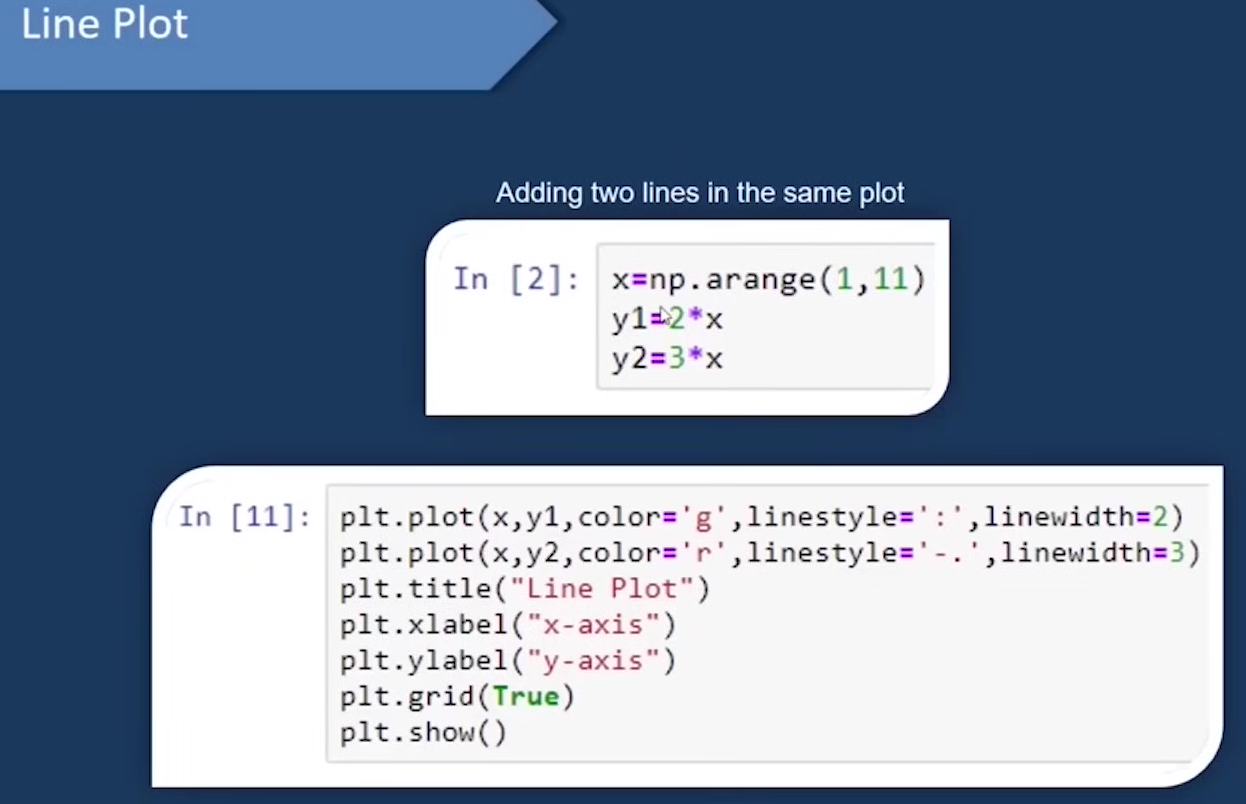 Line Plot
Adding two lines in the same plot
In [2]:
x=np.arange(1,11)
y1=2*x
y2=3*x
In [11]:
plt.plot(x,y1,color='g',linestyle=':',linewidth=2)
plt.plot(x,y2,color='r',linestyle='-.',linewidth=3)
plt.title("Line Plot")
plt.xlabel("x-axis")
plt.ylabel("y-axis")
plt.grid(True)
plt.show()